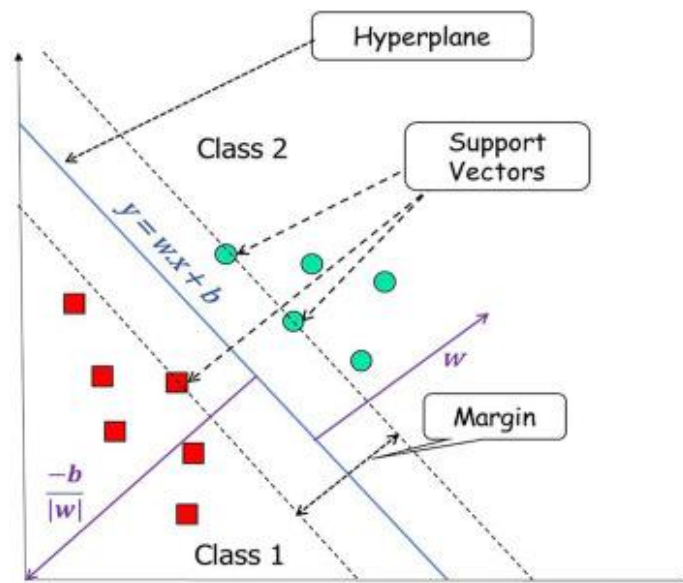 Hyperplane
Class 2
Support
Vectors
y = w.x + b
w
Margin
-b
|w|
Class 1